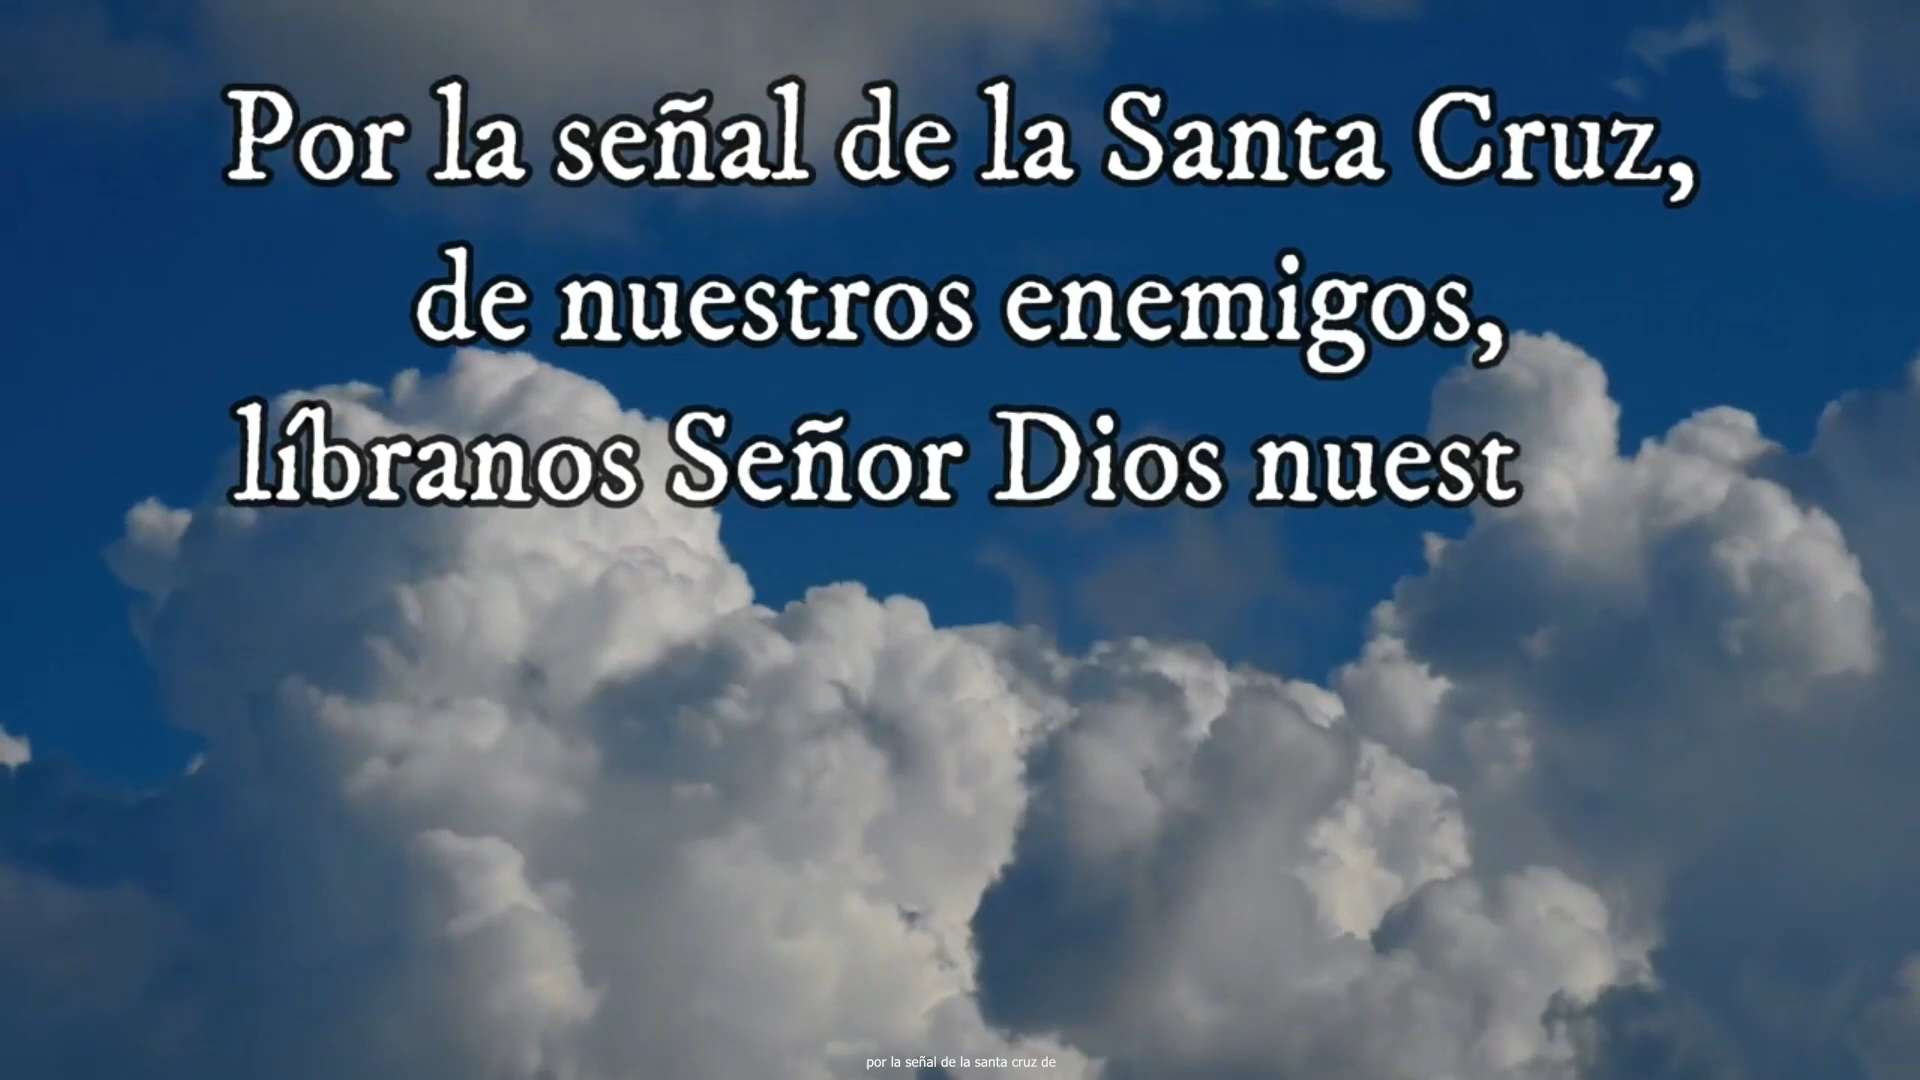 Por la señal de la Santa Cruz,
de nuestros enemigos,
líbranos Señor Dios nuest
por la señal de la santa cruz de